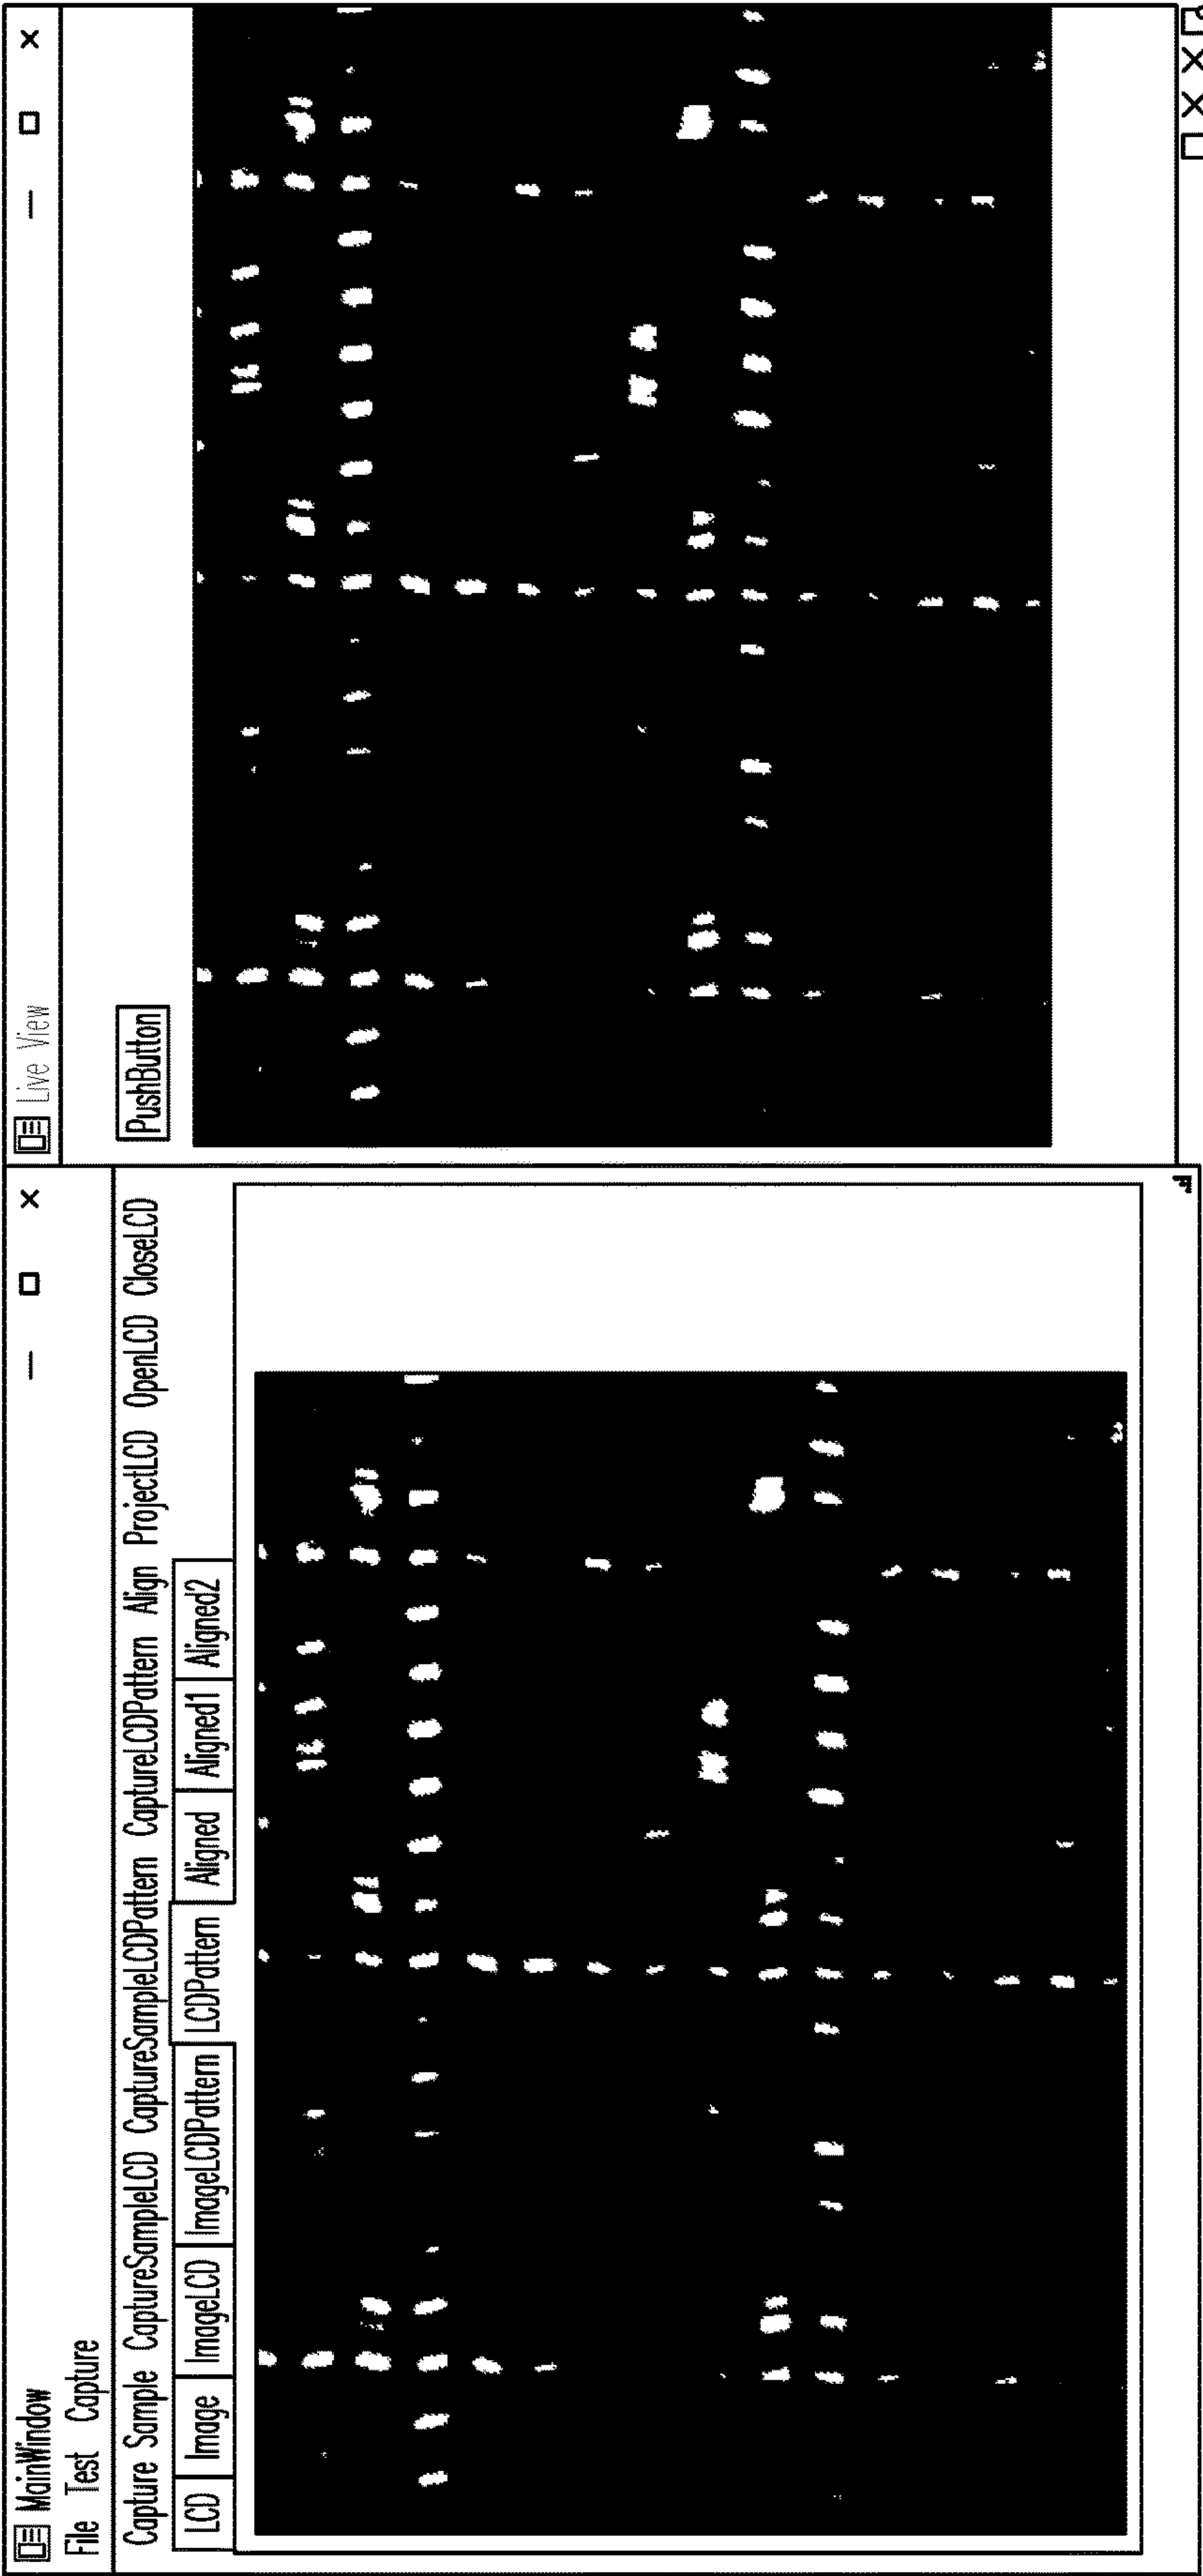 MainWindow
File Test Capture
Capture Sample CaptureSampleLCD CaptureSampleLCDPattern CaptureLCDPattern Align ProjectLCD OpenLCD CloseLCD
LCD Image ImageLCD ImageLCDPattern LCDPattern Aligned Aligned1 Aligned2
Live View
PushButton